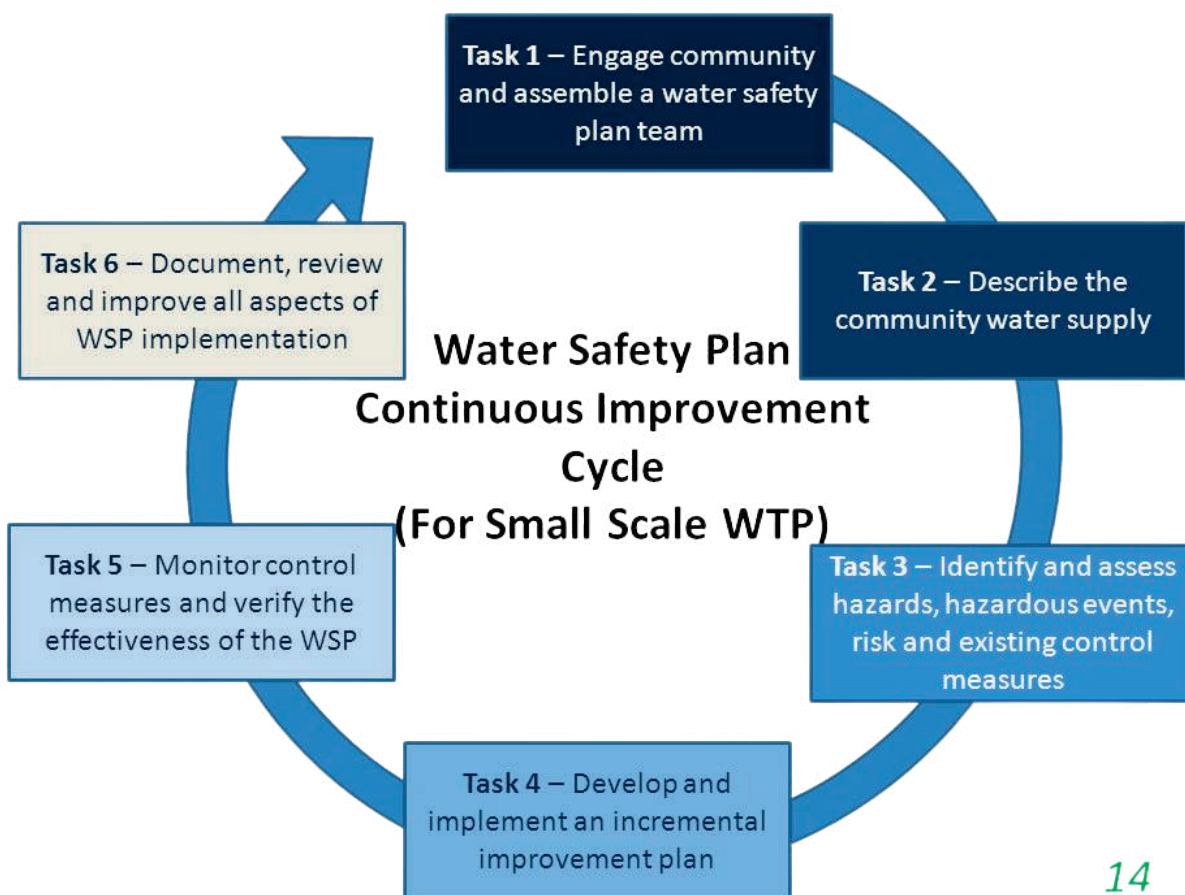 Task 1 – Engage community
and assemble a water safety
plan team
Task 2 – Describe the
community water supply
Task 3 – Identify and assess
hazards, hazardous events,
risk and existing control
measures
Task 4 – Develop and
implement an incremental
improvement plan
Task 5 – Monitor control
measures and verify the
effectiveness of the WSP
Task 6 – Document, review
and improve all aspects of
WSP implementation
Water Safety Plan
Continuous Improvement
Cycle
(For Small Scale WTP)
14